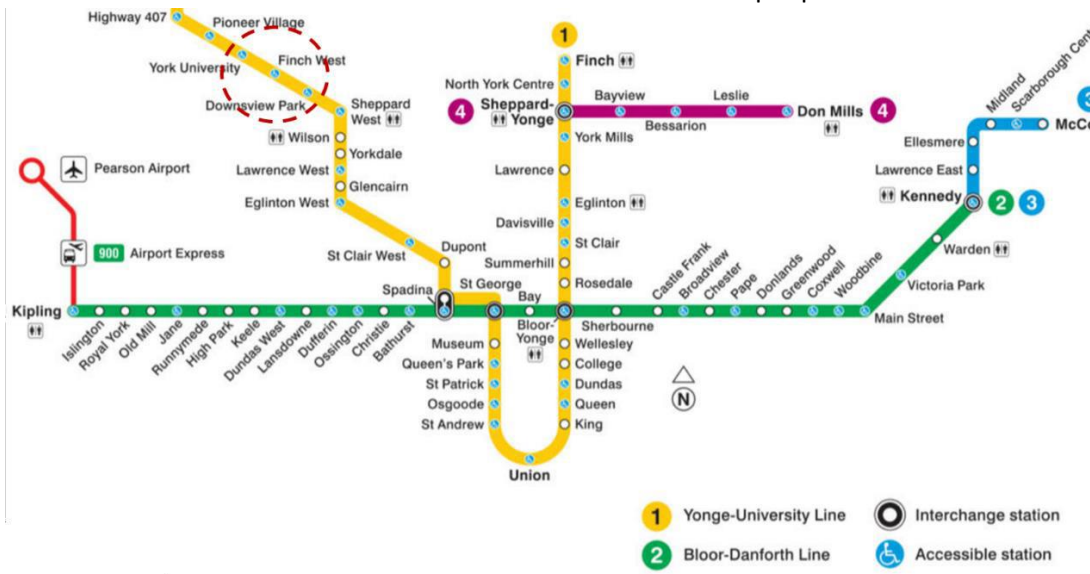 Highway 407
Pioneer Village
York University
Finch West
Downsview Park
Sheppard
West
Wilson
Yorkdale
Lawrence West
Glencairn
Eglinton West
St Clair West
Dupont
Spadina
St George
Bay
Pearson Airport
900 Airport Express
Kipling
Islington
Royal York
Old Mill
Jane
Runnymede
High Park
Keele
Dundas West
Lansdowne
Dufferin
Ossington
Christie
Bathurst
1
Finch
North York Centre
4
Sheppard-
Yonge
Bayview
Bessarion
Leslie
Don Mills
4
York Mills
Lawrence
Eglinton
Davisville
St Clair
Summerhill
Rosedale
Bloor-
Yonge
Sherbourne
Castle Frank
Broadview
Chester
Pape
Donlands
Greenwood
Coxwell
Woodbine
Main Street
Victoria Park
Warden
Kennedy
2
3
Lawrence East
Ellesmere
Midland
Scarborough
Museum
Queen's Park
St Patrick
Osgoode
St Andrew
Union
Wellesley
College
Dundas
Queen
King
N
1 Yonge-University Line
Interchange station
2 Bloor-Danforth Line
Accessible station